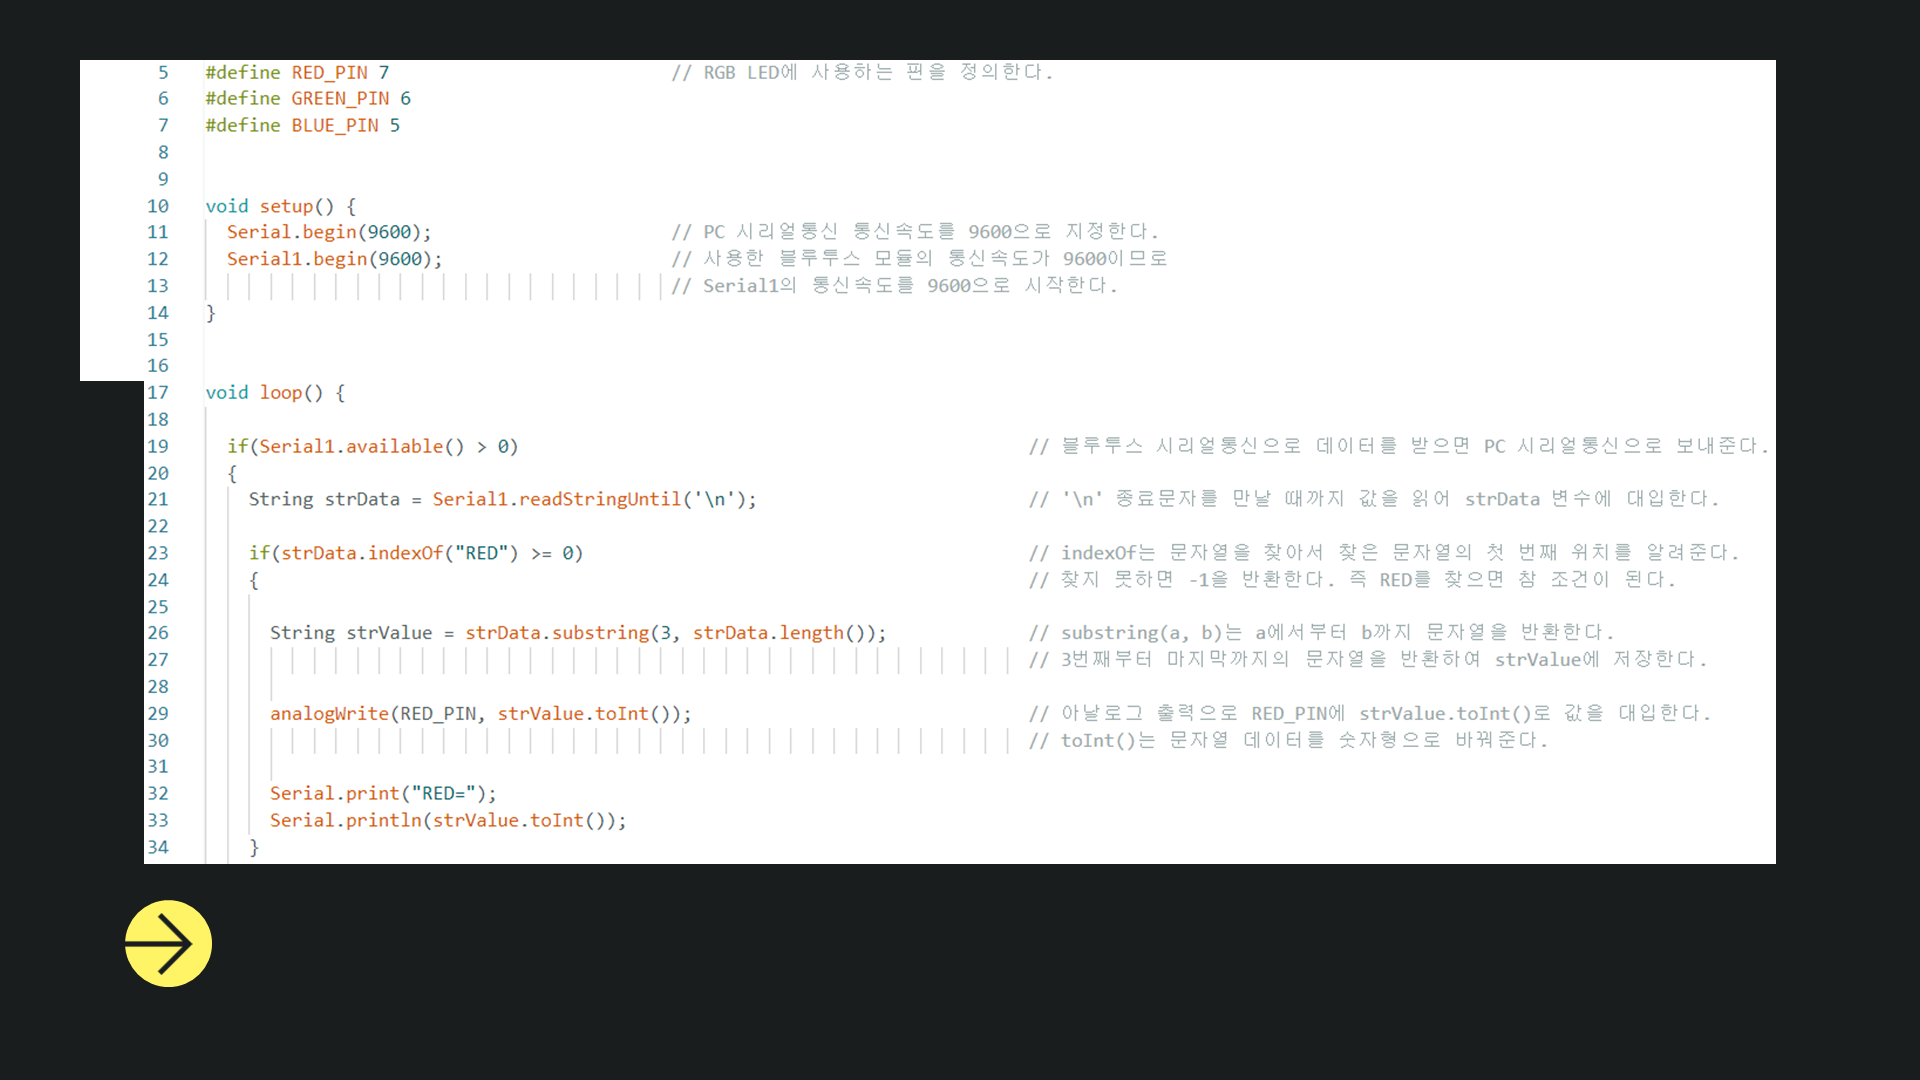 5 #define RED_PIN 7 // RGB LED에 사용하는 핀을 정의한다.
6 #define GREEN_PIN 6
7 #define BLUE_PIN 5
8
9
10 void setup() {
11 Serial.begin(9600); // PC 시리얼통신 통신속도를 9600으로 지정한다.
12 Serial1.begin(9600); // 사용한 블루투스 모듈의 통신속도가 9600이므로
13 // Serial1의 통신속도를 9600으로 시작한다.
14 }
15
16
17 void loop() {
18
19 if(Serial1.available() > 0) // 블루투스 시리얼통신으로 데이터를 받으면 PC 시리얼통신으로 보내준다.
20 {
21 String strData = Serial1.readStringUntil('\n'); // '\n' 종료문자를 만날 때까지 값을 읽어 strData 변수에 대입한다.
22
23 if(strData.indexOf("RED") >= 0) // indexOf는 문자열을 찾아서 찾은 문자열의 첫 번째 위치를 알려준다.
24 { // 찾지 못하면 -1을 반환한다. 즉 RED를 찾으면 참 조건이 된다.
25
26 String strValue = strData.substring(3, strData.length()); // substring(a, b)는 a에서부터 b까지 문자열을 반환한다.
27 // 3번째부터 마지막까지의 문자열을 반환하여 strValue에 저장한다.
28
29 analogWrite(RED_PIN, strValue.toInt()); // 아날로그 출력으로 RED_PIN에 strValue.toInt()로 값을 대입한다.
30 // toInt()는 문자열 데이터를 숫자형으로 바꿔준다.
31
32 Serial.print("RED=");
33 Serial.println(strValue.toInt());
34 }